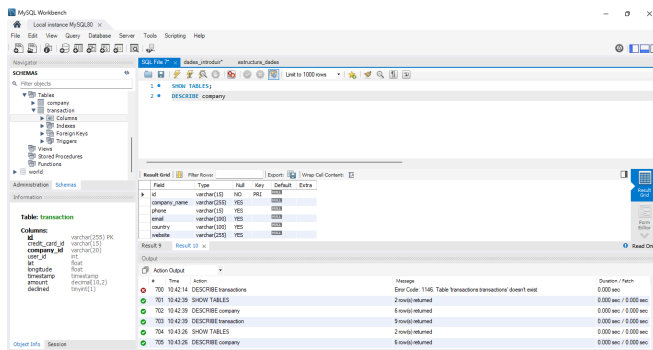 MySQL Workbench
Local instance MySQL80
File Edit View Query Database Server Tools Scripting Help
Navigator
SCHEMAS
Filter objects
Tables
company
transaction
Columns
Indexes
Foreign Keys
Triggers
Views
Stored Procedures
Functions
world
Administration Schemas
Information
Table: transaction
Columns:
id varchar(255) PK
credit_card_id varchar(15)
company_id varchar(20)
user_id int
lat float
longitude float
timestamp timestamp
amount decimal(10,2)
declined tinyint(1)
Object Info Session
SQL File 7* dades_introduir* estructura_dades
Limit to 1000 rows
1 SHOW TABLES;
2 DESCRIBE company
Result Grid Filter Rows: Export: Wrap Cell Content:
Field Type Null Key Default Extra
id varchar(15) NO PRI NULL
company_name varchar(255) YES NULL
phone varchar(15) YES NULL
email varchar(100) YES NULL
country varchar(100) YES NULL
website varchar(255) YES NULL
Result Grid
Form Editor
Result 9 Result 10 Read Onl
Output
Action Output
# Time Action Message Duration / Fetch
700 10:42:14 DESCRIBE transactions Error Code: 1146. Table 'transactions.transactions' doesn't exist 0.000 sec
701 10:42:39 SHOW TABLES 2 row(s) returned 0.000 sec / 0.000 sec
702 10:42:39 DESCRIBE company 6 row(s) returned 0.000 sec / 0.000 sec
703 10:42:39 DESCRIBE transaction 9 row(s) returned 0.000 sec / 0.000 sec
704 10:43:26 SHOW TABLES 2 row(s) returned 0.000 sec / 0.000 sec
705 10:43:26 DESCRIBE company 6 row(s) returned 0.000 sec / 0.000 sec